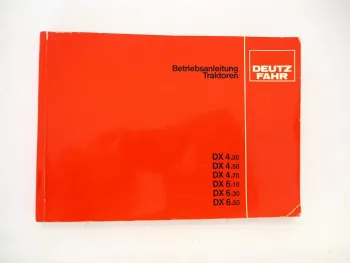 Betriebsanleitung
Traktoren
DEUTZ
FAHR
DX 4.30
DX 4.50
DX 4.70
DX 6.10
DX 6.30
DX 6.50